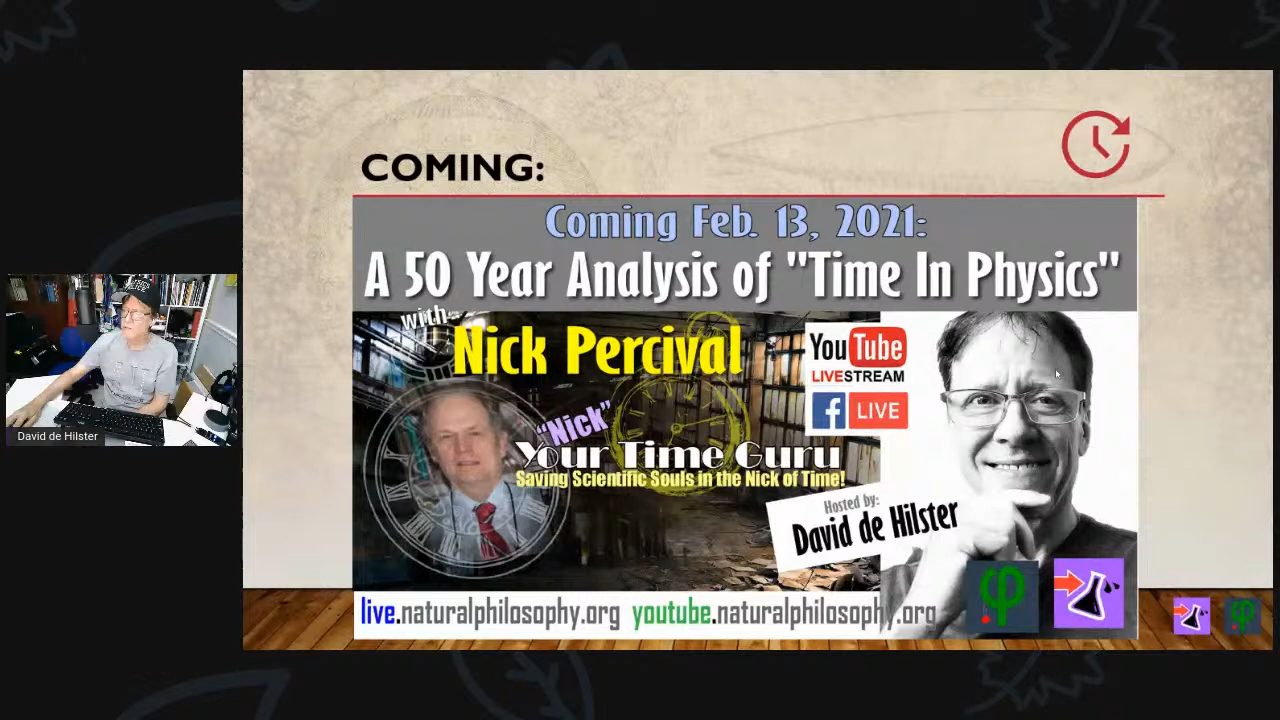 COMING:
Coming Feb. 13, 2021:
A 50 Year Analysis of "Time In Physics"
with
Nick Percival
YouTube
LIVESTREAM
LIVE
"Nick"
Your Time Guru
Saving Scientific Souls in the Nick of Time!
Hosted by:
David de Hilster
live.naturalphilosophy.org youtube.naturalphilosophy.org
David de Hilster